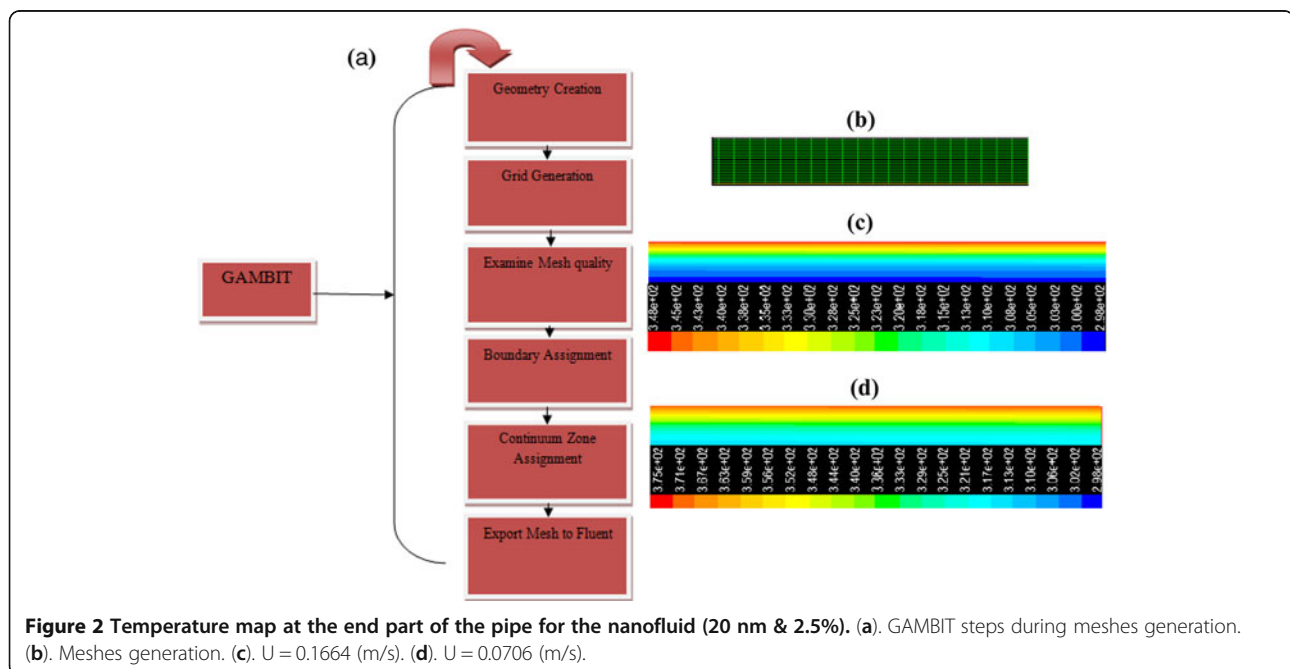 (a)
Geometry Creation
Grid Generation
Examine Mesh quality
GAMBIT
Boundary Assignment
Continuum Zone
Assignment
Export Mesh to Fluent
(b)
(c)
3.48e+02
3.45e+02
3.43e+02
3.40e+02
3.38e+02
3.35e+02
3.33e+02
3.30e+02
3.28e+02
3.25e+02
3.23e+02
3.20e+02
3.18e+02
3.15e+02
3.13e+02
3.10e+02
3.08e+02
3.05e+02
3.03e+02
3.00e+02
2.98e+02
(d)
3.75e+02
3.71e+02
3.67e+02
3.63e+02
3.59e+02
3.56e+02
3.52e+02
3.48e+02
3.44e+02
3.40e+02
3.36e+02
3.33e+02
3.29e+02
3.25e+02
3.21e+02
3.17e+02
3.13e+02
3.10e+02
3.06e+02
3.02e+02
2.98e+02
Figure 2 Temperature map at the end part of the pipe for the nanofluid (20 nm & 2.5%). (a). GAMBIT steps during meshes generation.
(b). Meshes generation. (c). U = 0.1664 (m/s). (d). U = 0.0706 (m/s).